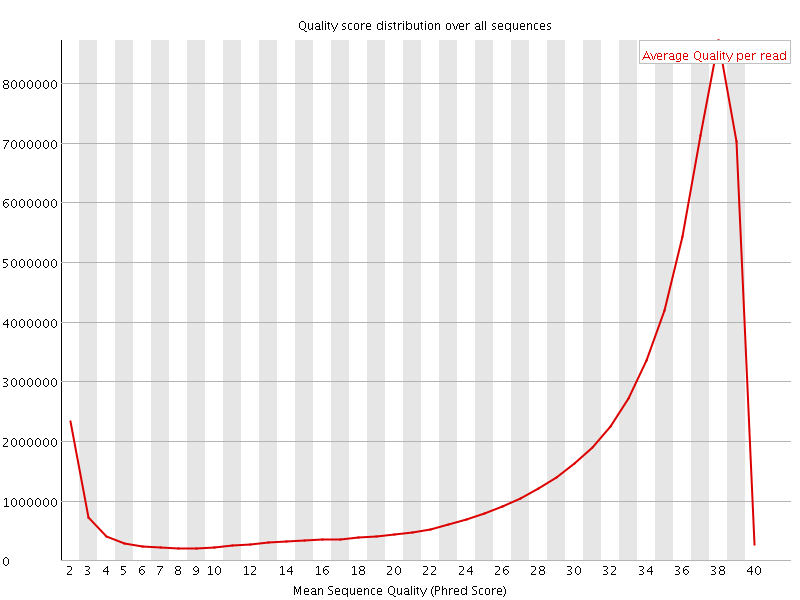 Quality score distribution over all sequences
Average Quality per read
8000000
7000000
6000000
5000000
4000000
3000000
2000000
1000000
0
2 3 4 5 6 7 8 9 10 12 14 16 18 20 22 24 26 28 30 32 34 36 38 40
Mean Sequence Quality (Phred Score)